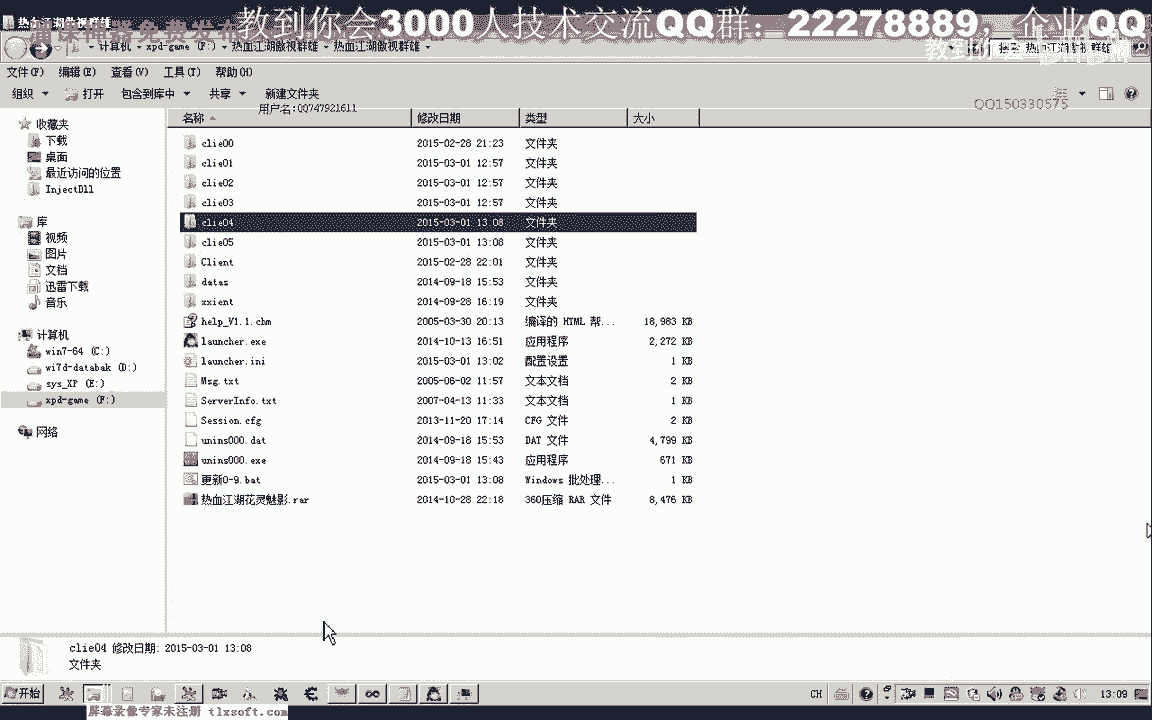 教到你会3000人技术交流QQ群：22278889，企业QQ
热血江湖傲视群雄
计算机 xpd-game (F:) 热血江湖傲视群雄 热血江湖傲视群雄
文件(F) 编辑(E) 查看(V) 工具(T) 帮助(H)
组织 打开 包含到库中 共享 新建文件夹
用户名:QQ747921611
QQ150330575
名称 修改日期 类型 大小
收藏夹
下载
桌面
最近访问的位置
InjectDll
库
视频
图片
文档
迅雷下载
音乐
计算机
win7-64 (C:)
wi7d-databak (D:)
sys_XP (E:)
xpd-game (F:)
网络
clie00 2015-02-28 21:23 文件夹
clie01 2015-03-01 12:57 文件夹
clie02 2015-03-01 12:57 文件夹
clie03 2015-03-01 12:57 文件夹
clie04 2015-03-01 13:08 文件夹
clie05 2015-03-01 13:08 文件夹
Client 2015-02-28 22:01 文件夹
datas 2014-09-18 15:53 文件夹
xxient 2014-09-28 16:19 文件夹
help_V1.1.chm 2005-03-30 20:13 编译的 HTML 帮... 18,983 KB
launcher.exe 2014-10-13 16:51 应用程序 2,272 KB
launcher.ini 2015-03-01 13:02 配置设置 1 KB
Msg.txt 2005-06-02 11:57 文本文档 2 KB
ServerInfo.txt 2007-04-13 11:33 文本文档 1 KB
Session.cfg 2013-11-20 17:14 CFG 文件 2 KB
unins000.dat 2014-09-18 15:53 DAT 文件 4,799 KB
unins000.exe 2014-09-18 15:43 应用程序 671 KB
更新0-9.bat 2015-03-01 13:08 Windows 批处理... 1 KB
热血江湖花灵魅影.rar 2014-10-28 22:18 360压缩 RAR 文件 8,476 KB
clie04 修改日期: 2015-03-01 13:08
文件夹
开始 CH 13:09
屏幕录像专家未注册 tlxsoft.com